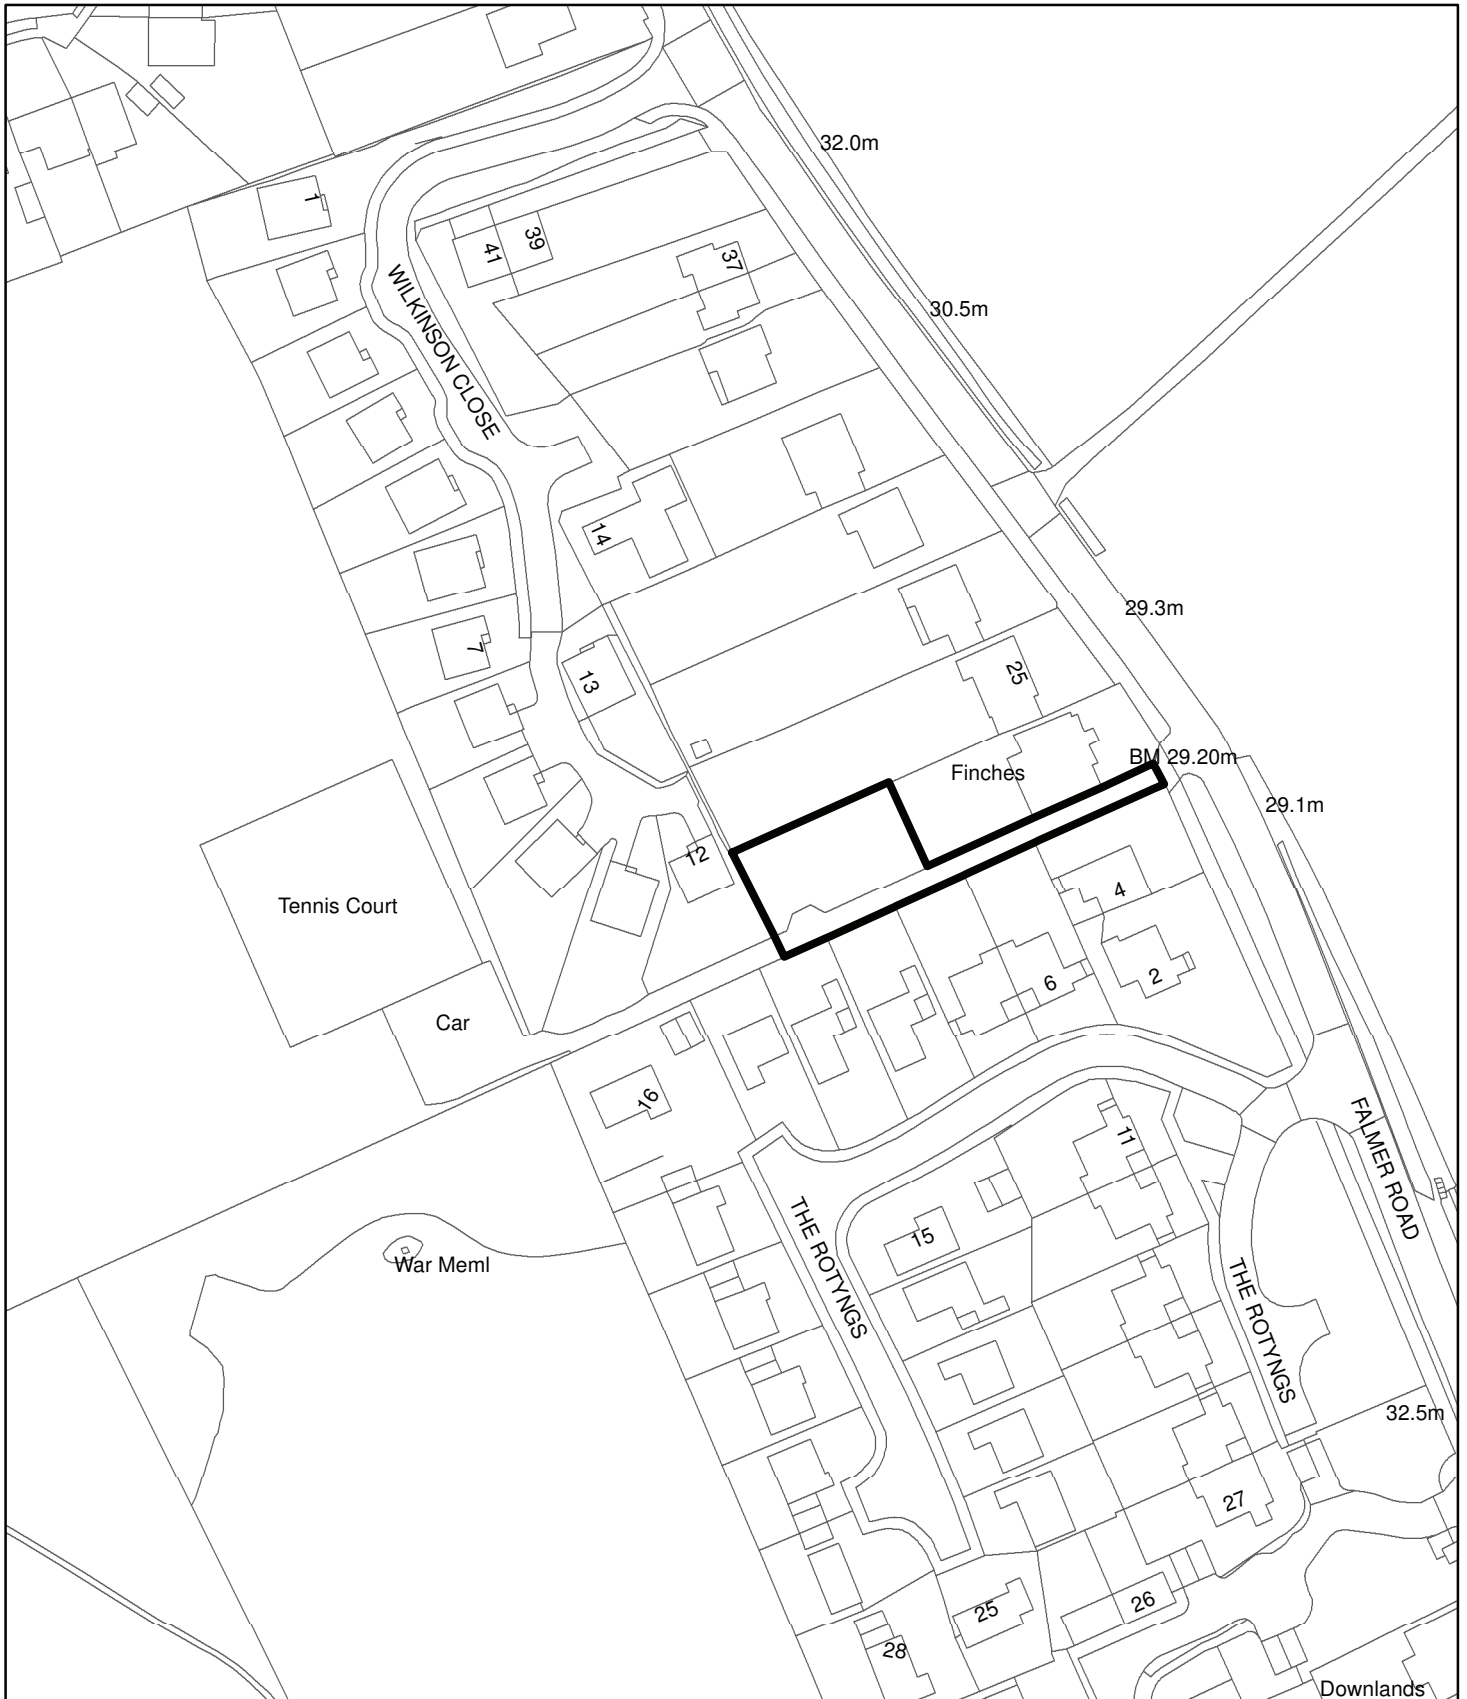 32.0m
1
39
41
37
WILKINSON CLOSE
30.5m
14
29.3m
7
13
25
BM 29.20m
Finches
29.1m
12
4
Tennis Court
2
6
Car
16
11
FALMER ROAD
THE ROTYNGS
15
War Meml
THE ROTYNGS
32.5m
27
26
25
28
Downlands